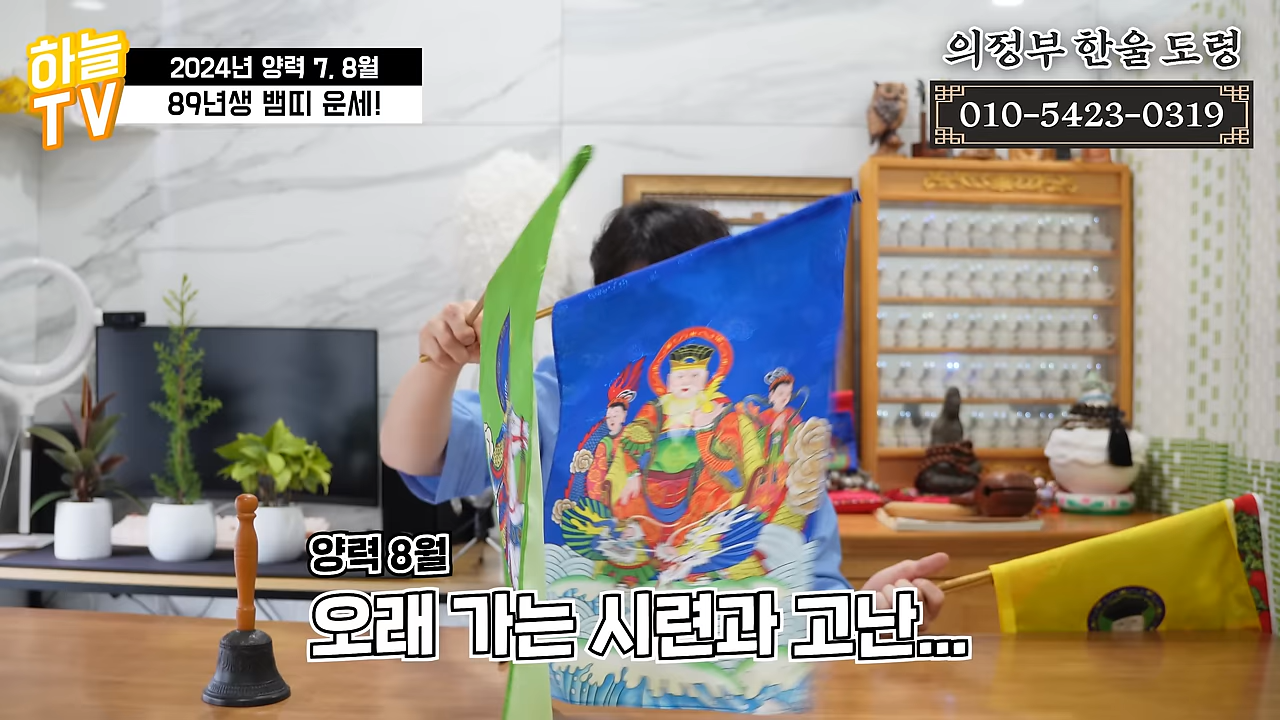 하늘
TV
2024년 양력 7, 8월
89년생 뱀띠 운세!
의정부 한울 도령
010-5423-0319
양력 8월
오래 가는 시련과 고난...